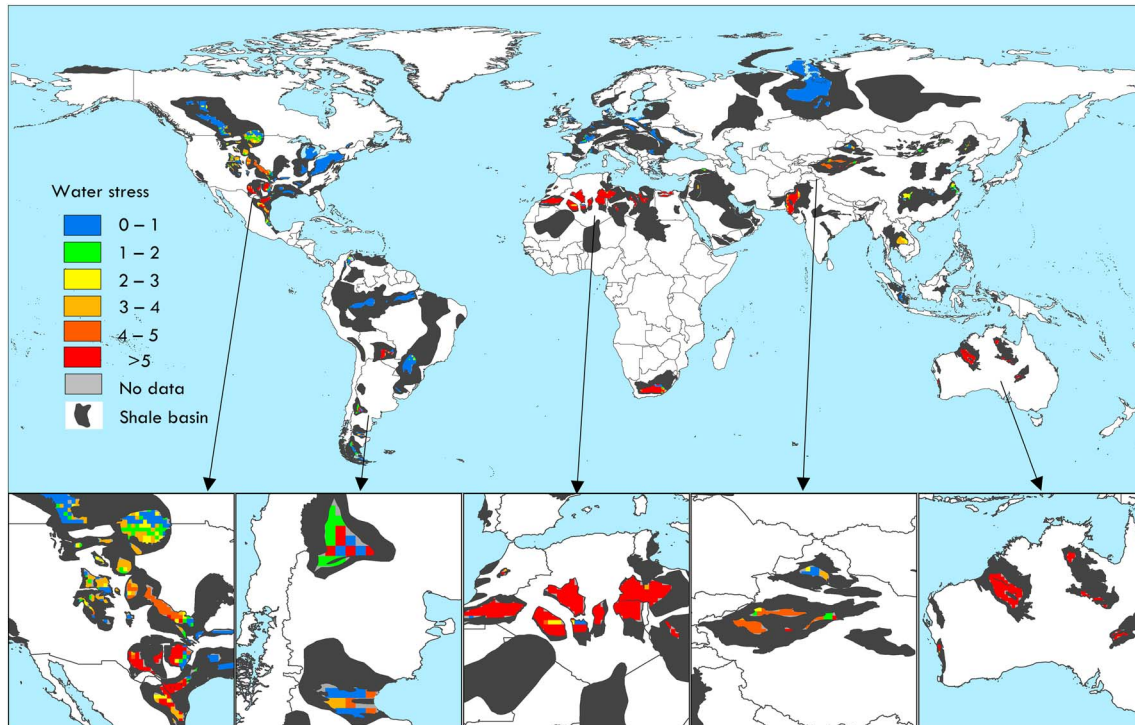 Water stress
0 – 1
1 – 2
2 – 3
3 – 4
4 – 5
>5
No data
Shale basin